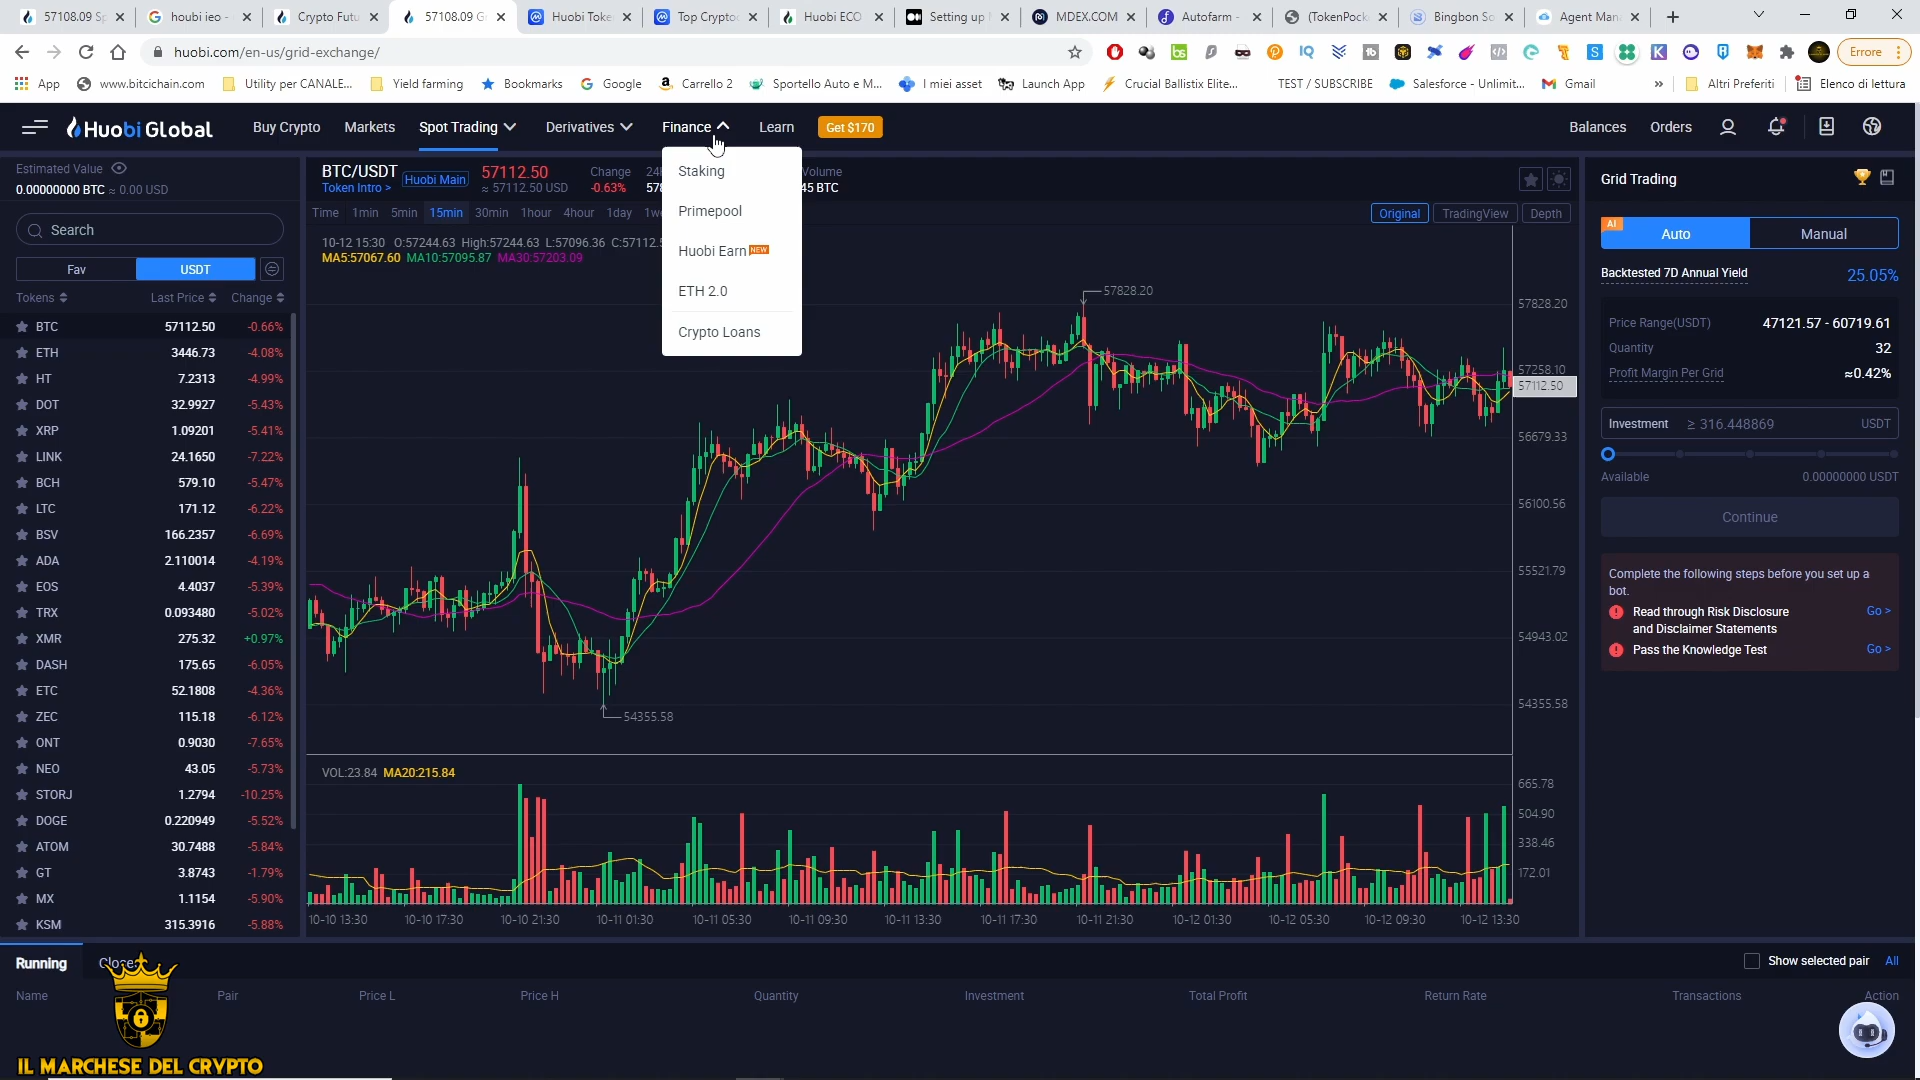 57108.09 Sp
houbi ieo -
Crypto Futu
57108.09 Gr
Huobi Toke
Top Cryptoc
Huobi ECO
Setting up
MDEX.COM
Autofarm -
(TokenPock
Bingbon So
Agent Man
huobi.com/en-us/grid-exchange/
Errore
App
www.bitcichain.com
Utility per CANALE...
Yield farming
Bookmarks
Google
Carrello 2
Sportello Auto e M...
I miei asset
Launch App
Crucial Ballistix Elite...
TEST / SUBSCRIBE
Salesforce - Unlimit...
Gmail
»
Altri Preferiti
Elenco di lettura
Huobi Global
Buy Crypto
Markets
Spot Trading
Derivatives
Finance
Learn
Get $170
Balances
Orders
Estimated Value
0.00000000 BTC ≈ 0.00 USD
Search
Fav
USDT
Tokens Last Price Change
BTC 57112.50 -0.66%
ETH 3446.73 -4.08%
HT 7.2313 -4.99%
DOT 32.9927 -5.43%
XRP 1.09201 -5.41%
LINK 24.1650 -7.22%
BCH 579.10 -5.47%
LTC 171.12 -6.22%
BSV 166.2357 -6.69%
ADA 2.110014 -4.19%
EOS 4.4037 -5.39%
TRX 0.093480 -5.02%
XMR 275.32 +0.97%
DASH 175.65 -6.05%
ETC 52.1808 -4.36%
ZEC 115.18 -6.12%
ONT 0.9030 -7.65%
NEO 43.05 -5.73%
STORJ 1.2794 -10.25%
DOGE 0.220949 -5.52%
ATOM 30.7488 -5.84%
GT 3.8743 -1.79%
MX 1.1154 -5.90%
KSM 315.3916 -5.88%
BTC/USDT
Token Intro >
Huobi Main
57112.50
≈ 57112.50 USD
Change
-0.63%
Volume
45 BTC
Time 1min 5min 15min 30min 1hour 4hour 1day
Original
TradingView
Depth
10-12 15:30 O:57244.63 High:57244.63 L:57096.36 C:57112.5
MA5:57067.60 MA10:57095.87 MA30:57203.09
Staking
Primepool
Huobi Earn NEW
ETH 2.0
Crypto Loans
57828.20
54355.58
57828.20
57258.10
57112.50
56679.33
56100.56
55521.79
54943.02
54355.58
VOL:23.84 MA20:215.84
665.78
504.90
338.46
172.01
10-10 13:30
10-10 17:30
10-10 21:30
10-11 01:30
10-11 05:30
10-11 09:30
10-11 13:30
10-11 17:30
10-11 21:30
10-12 01:30
10-12 05:30
10-12 09:30
10-12 13:30
Grid Trading
AI
Auto
Manual
Backtested 7D Annual Yield 25.05%
Price Range(USDT) 47121.57 - 60719.61
Quantity 32
Profit Margin Per Grid ≈0.42%
Investment ≥ 316.448869 USDT
Available 0.00000000 USDT
Continue
Complete the following steps before you set up a
bot.
Read through Risk Disclosure Go >
and Disclaimer Statements
Pass the Knowledge Test Go >
Running
Show selected pair
All
Name
Pair
Price L
Price H
Quantity
Investment
Total Profit
Return Rate
Transactions
Action
IL MARCHESE DEL CRYPTO